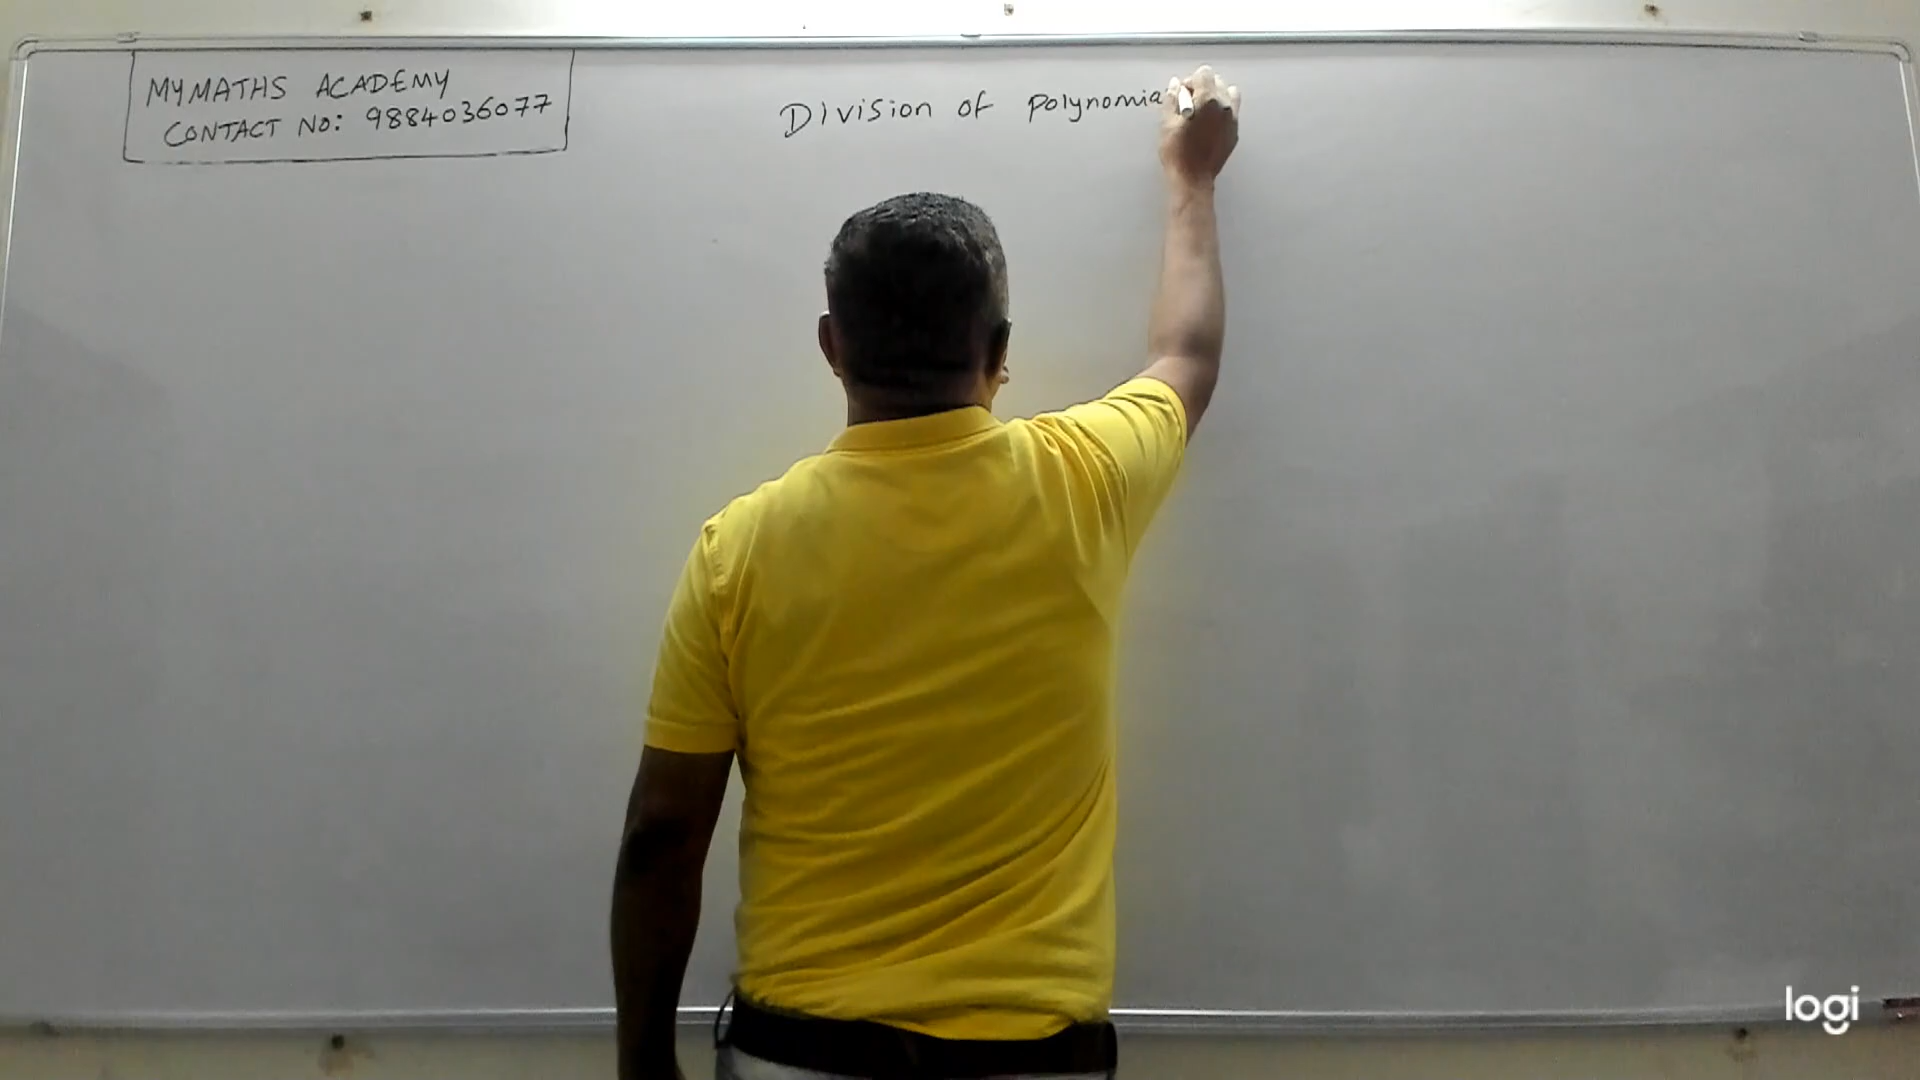 MYMATHS ACADEMY
CONTACT NO: 9884036077
Division of polynomia
logi